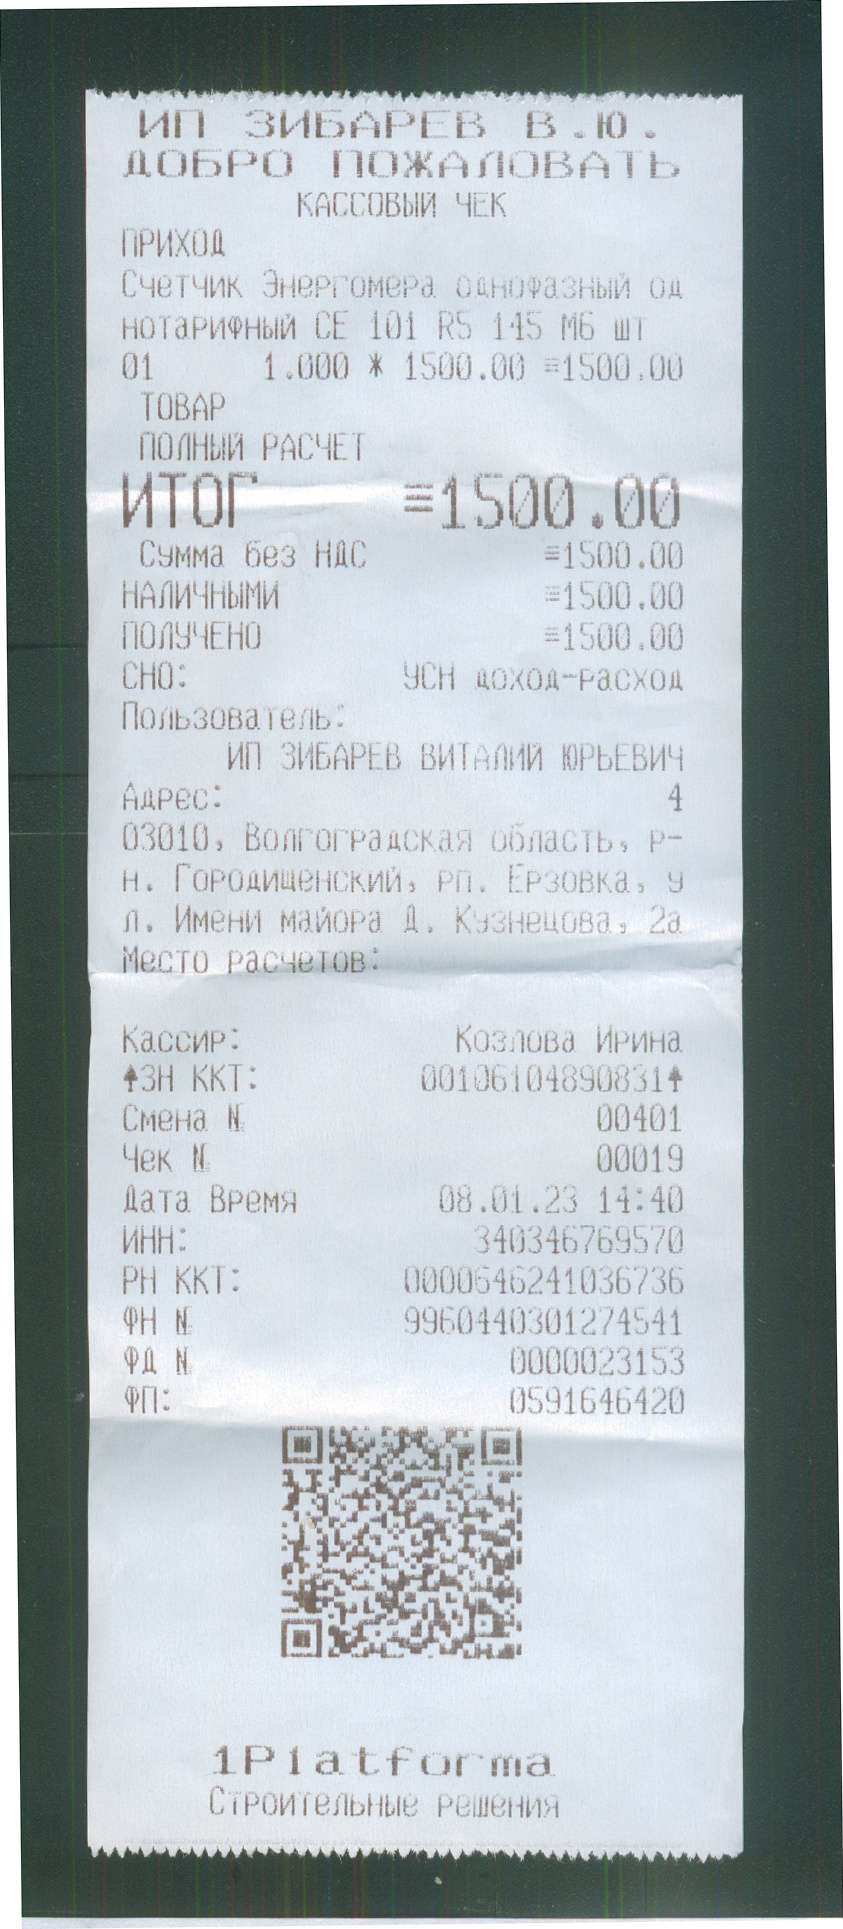 ИП ЗИБАРЕВ В.Ю.
ДОБРО ПОЖАЛОВАТЬ
КАССОВЫЙ ЧЕК
ПРИХОД
Счетчик Энергомера однофазный од
нотарифный CE 101 R5 145 М6 шт
01 1.000 * 1500.00 ≡1500.00
ТОВАР
ПОЛНЫЙ РАСЧЕТ
ИТОГ ≡1500.00
Сумма без НДС ≡1500.00
НАЛИЧНЫМИ ≡1500.00
ПОЛУЧЕНО ≡1500.00
СНО: УСН доход-расход
Пользователь:
ИП ЗИБАРЕВ ВИТАЛИЙ ЮРЬЕВИЧ
Адрес: 4
03010, Волгоградская область, р-
н. Городищенский, рп. Ерзовка, у
л. Имени майора Д. Кузнецова, 2а
Место расчетов:
Кассир: Козлова Ирина
↟ЗН ККТ: 00106104890831↟
Смена № 00401
Чек № 00019
Дата Время 08.01.23 14:40
ИНН: 340346769570
РН ККТ: 0000646241036736
ФН № 9960440301274541
ФД № 0000023153
ФП: 0591646420
1Platforma
Строительные решения